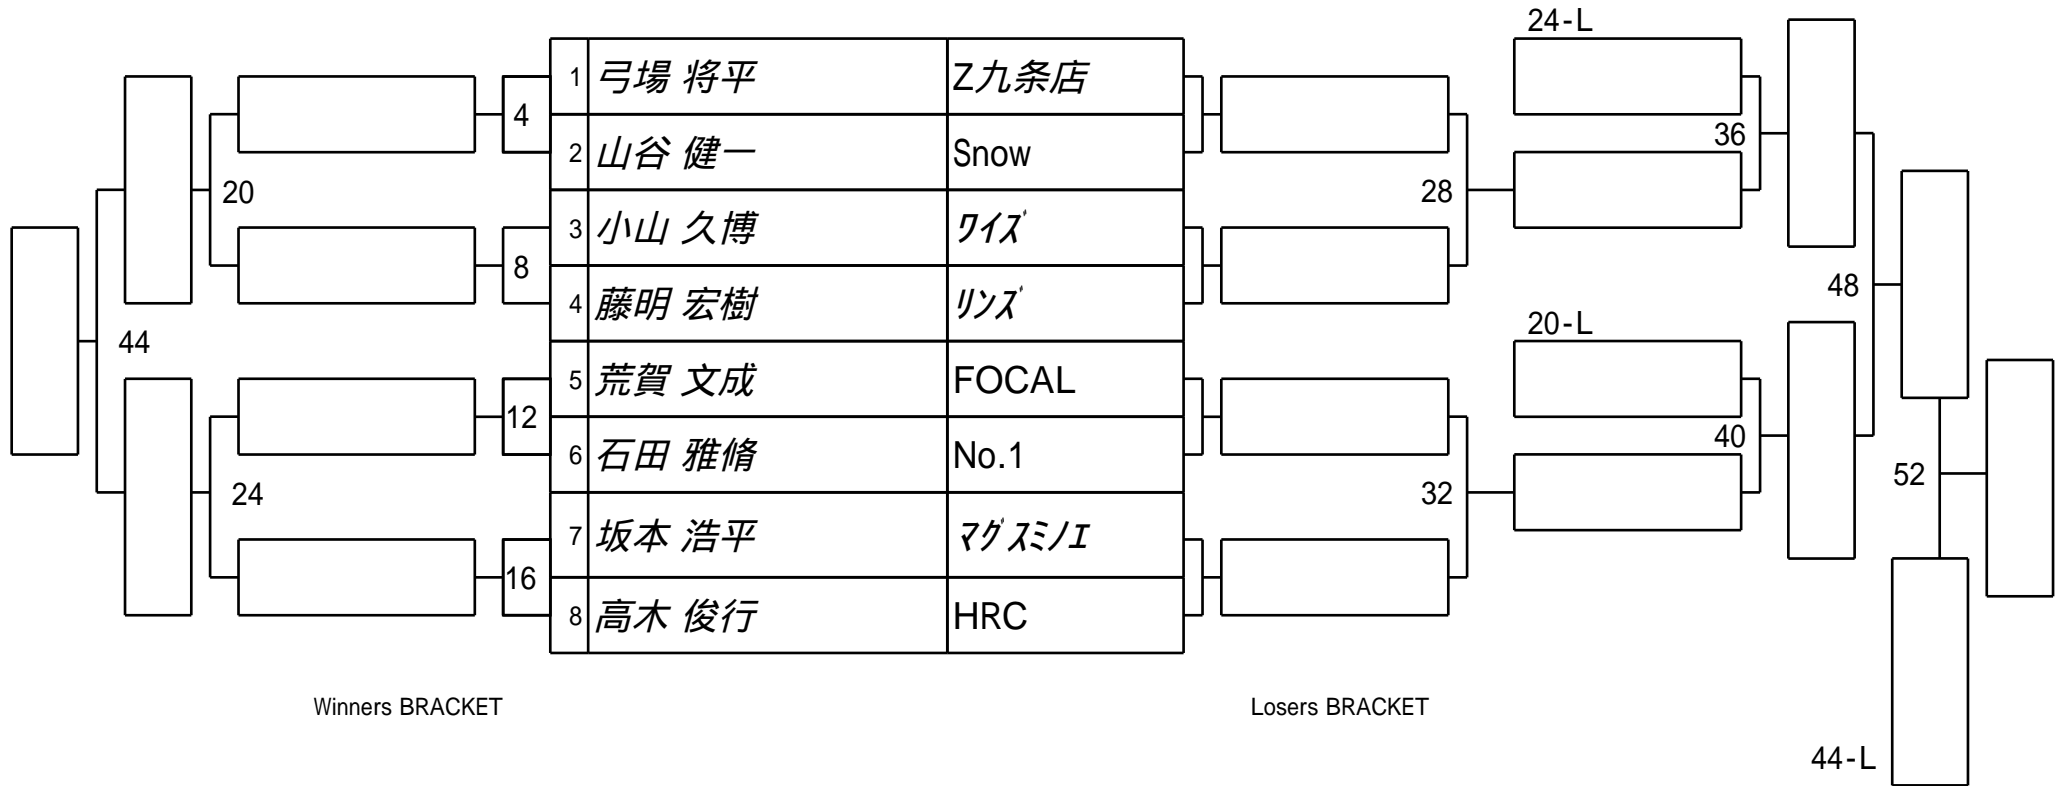 24-L
1 弓場 将平 Z九条店
4
2 山谷 健一 Snow
36
20
28
3 小山 久博 ﾜｲｽﾞ
8
4 藤明 宏樹 ﾘﾝｽﾞ
48
20-L
44
5 荒賀 文成 FOCAL
12
40
6 石田 雅脩 No.1
52
24
32
7 坂本 浩平 ﾏｸﾞｽﾐﾉｴ
16
8 高木 俊行 HRC
Winners BRACKET
Losers BRACKET
44-L